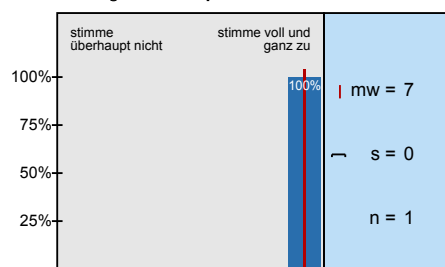 stimme
überhaupt nicht
stimme voll und
ganz zu
100%
100%
mw = 7
75%
50%
s = 0
25%
n = 1